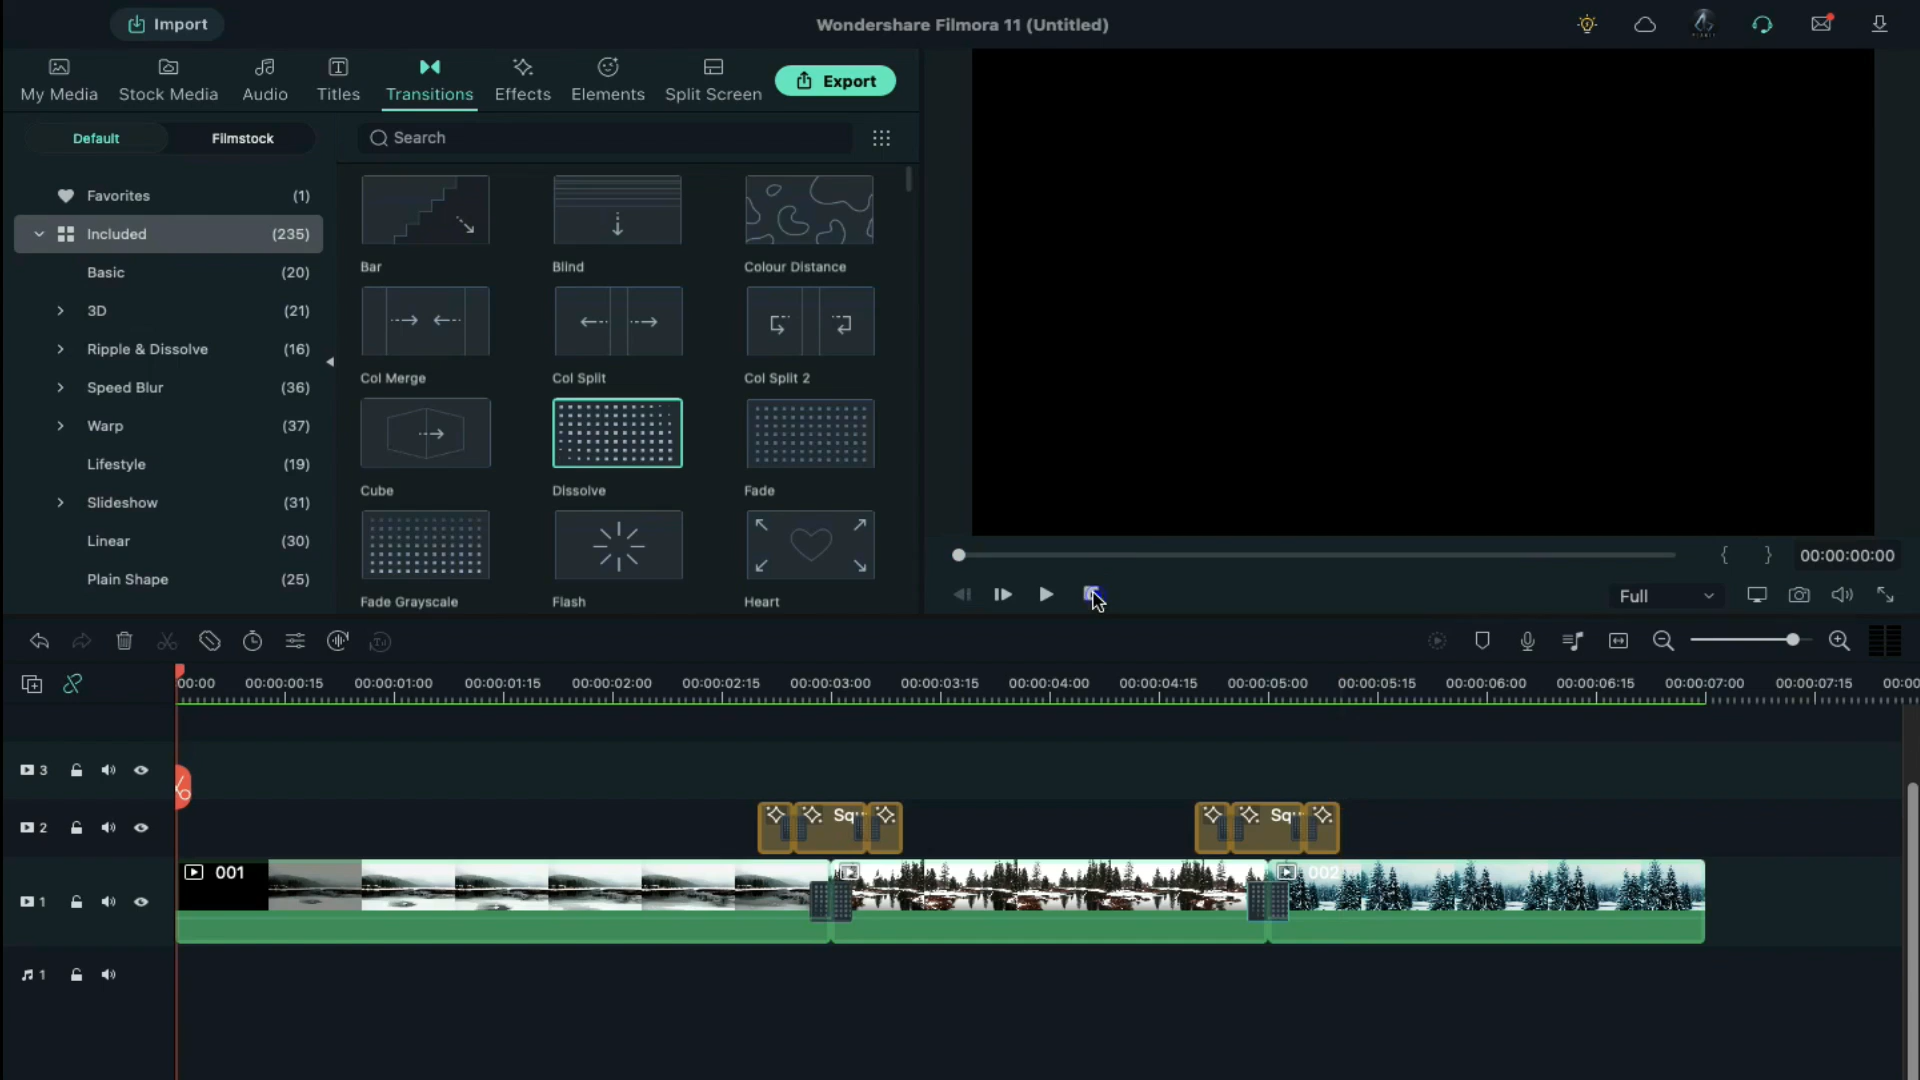 Import
Wondershare Filmora 11 (Untitled)
My Media
Stock Media
Audio
Titles
Transitions
Effects
Elements
Split Screen
Export
Default
Filmstock
Search
Favorites (1)
Included (235)
Basic (20)
3D (21)
Ripple & Dissolve (16)
Speed Blur (36)
Warp (37)
Lifestyle (19)
Slideshow (31)
Linear (30)
Plain Shape (25)
Bar
Blind
Colour Distance
Col Merge
Col Split
Col Split 2
Cube
Dissolve
Fade
Fade Grayscale
Flash
Heart
{ } 00:00:00:00
Full
00:00 00:00:00:15 00:00:01:00 00:00:01:15 00:00:02:00 00:00:02:15 00:00:03:00 00:00:03:15 00:00:04:00 00:00:04:15 00:00:05:00 00:00:05:15 00:00:06:00 00:00:06:15 00:00:07:00 00:00:07:15 00:00
3
2
Squ
Sq
1
001
002
1